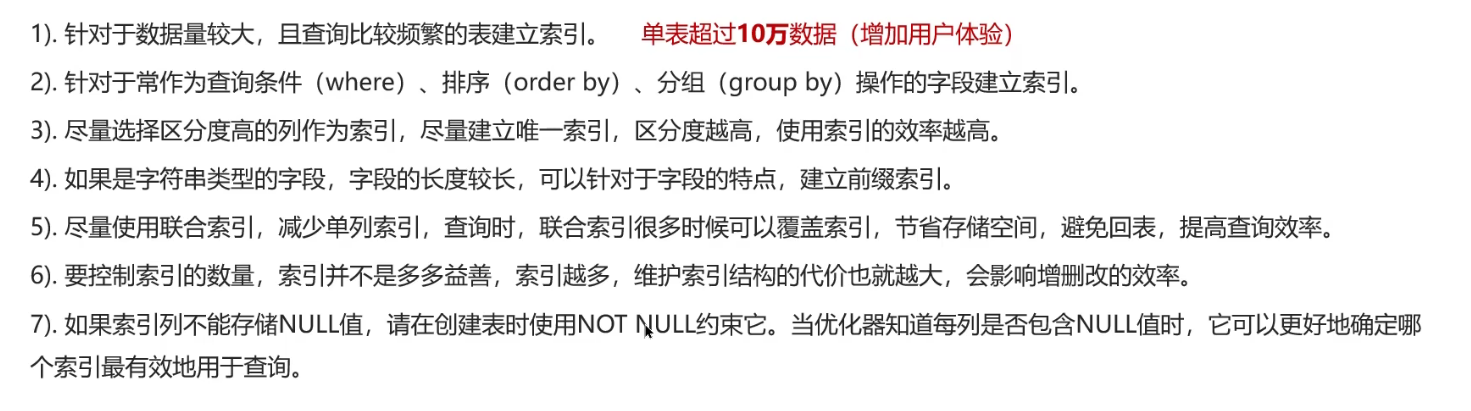 1). 针对于数据量较大，且查询比较频繁的表建立索引。 单表超过10万数据（增加用户体验）
2). 针对于常作为查询条件（where）、排序（order by）、分组（group by）操作的字段建立索引。
3). 尽量选择区分度高的列作为索引，尽量建立唯一索引，区分度越高，使用索引的效率越高。
4). 如果是字符串类型的字段，字段的长度较长，可以针对于字段的特点，建立前缀索引。
5). 尽量使用联合索引，减少单列索引，查询时，联合索引很多时候可以覆盖索引，节省存储空间，避免回表，提高查询效率。
6). 要控制索引的数量，索引并不是多多益善，索引越多，维护索引结构的代价也就越大，会影响增删改的效率。
7). 如果索引列不能存储NULL值，请在创建表时使用NOT NULL约束它。当优化器知道每列是否包含NULL值时，它可以更好地确定哪
个索引最有效地用于查询。